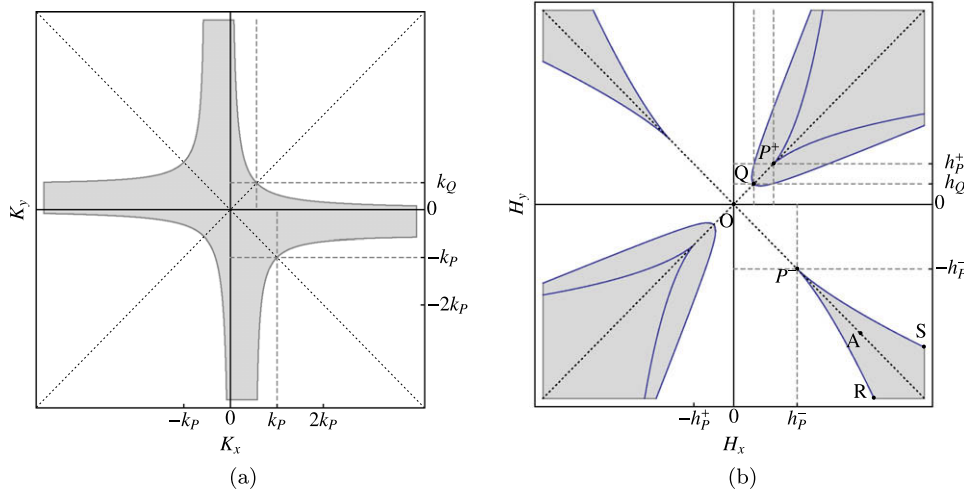 K_y
k_Q
0
−k_P
−2k_P
−k_P 0 k_P 2k_P
K_x
(a)
H_y
Q P^+
O
P^−
A
S
R
h_P^+
h_Q
0
−h_P^−
−h_P^+ 0 h_P^−
H_x
(b)